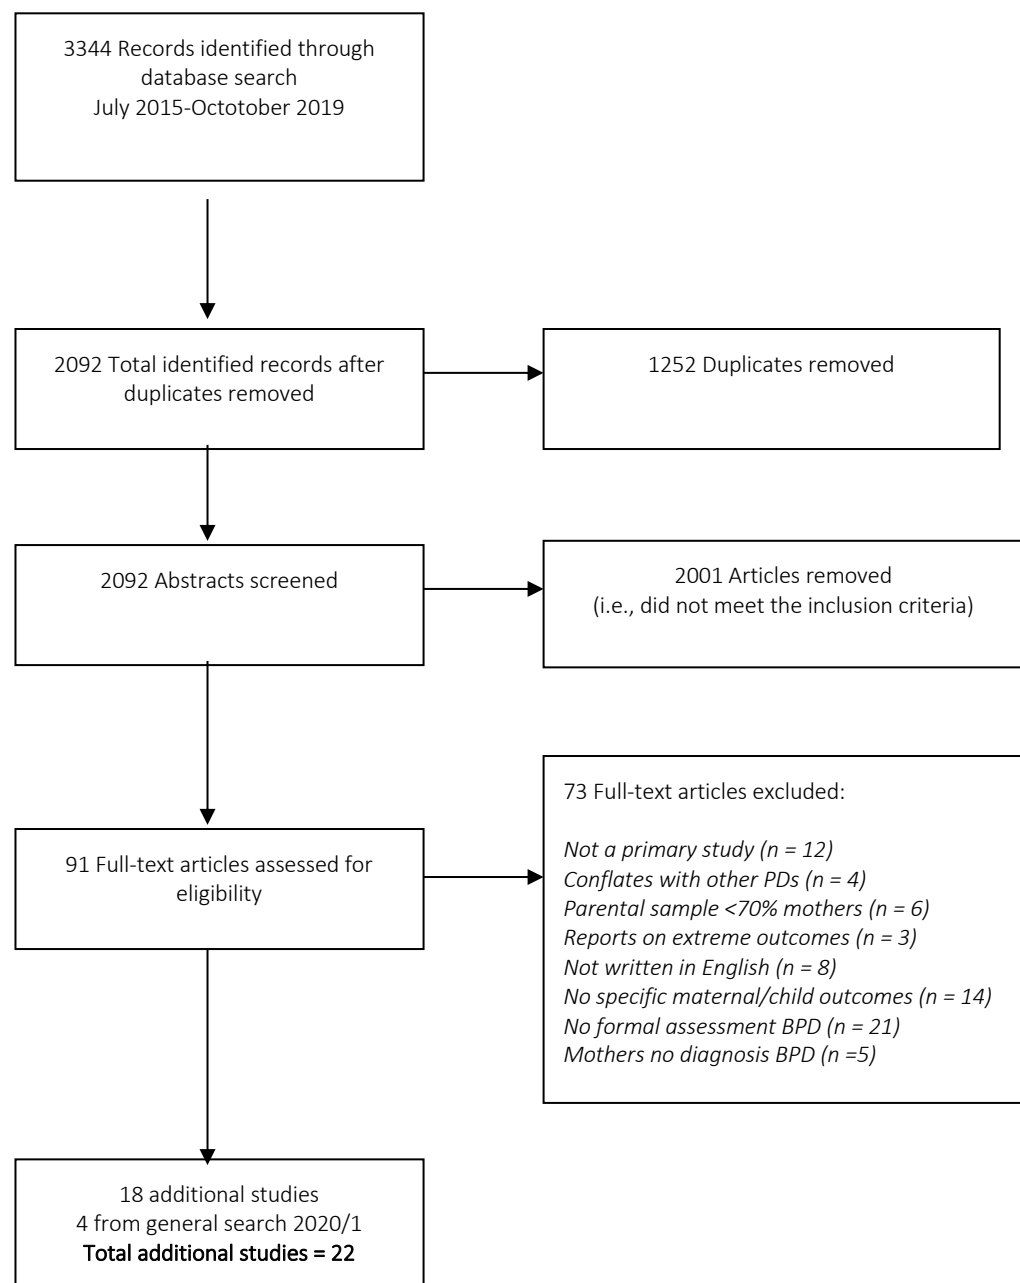 3344 Records identified through
database search
July 2015-Octotober 2019
2092 Total identified records after
duplicates removed
1252 Duplicates removed
2092 Abstracts screened
2001 Articles removed
(i.e., did not meet the inclusion criteria)
91 Full-text articles assessed for
eligibility
73 Full-text articles excluded:
Not a primary study (n = 12)
Conflates with other PDs (n = 4)
Parental sample <70% mothers (n = 6)
Reports on extreme outcomes (n = 3)
Not written in English (n = 8)
No specific maternal/child outcomes (n = 14)
No formal assessment BPD (n = 21)
Mothers no diagnosis BPD (n =5)
18 additional studies
4 from general search 2020/1
Total additional studies = 22